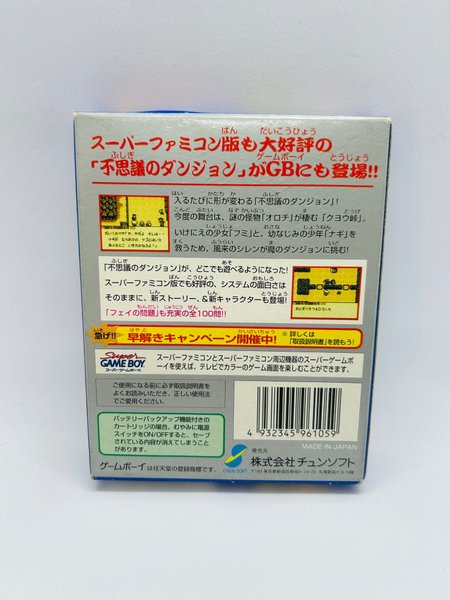 スーパーファミコン版も大好評の
「不思議のダンジョン」がGBにも登場!!
入るたびに形が変わる「不思議のダンジョン」!
今度の舞台は、謎の怪物「オロチ」が棲む「クヨウ峠」。
いけにえの少女「フミ」と、幼なじみの少年「ナギ」を
救うため、風来のシレンが魔のダンジョンに挑む!
「不思議のダンジョン」が、どこでも遊べるようになった!
スーパーファミコン版でも好評の、システムの面白さは
そのままに、新ストーリー、&新キャラクターも登場!
「フェイの問題」も充実の全100問!!
急げ!! 早解きキャンペーン開催中!
※詳しくは
「取扱説明書」を読もう!
Super
GAME BOY
スーパーゲームボーイ
スーパーファミコンとスーパーファミコン周辺機器のスーパーゲームボ
ーイを使えば、テレビでカラーのゲーム画面を楽しむことができます。
ご使用になる前に必ず取扱説明書を
よくお読みいただき、正しい使用法
でご愛用ください。
バッテリーバックアップ機能付きの
カートリッジの場合、むやみに電源
スイッチをON/OFFすると、セーブ
されている内容が消えてしまうこと
があります。
ゲームボーイは任天堂の登録商標です。
4 932345 961059
MADE IN JAPAN
発売元
CHUN SOFT
株式会社チュンソフト